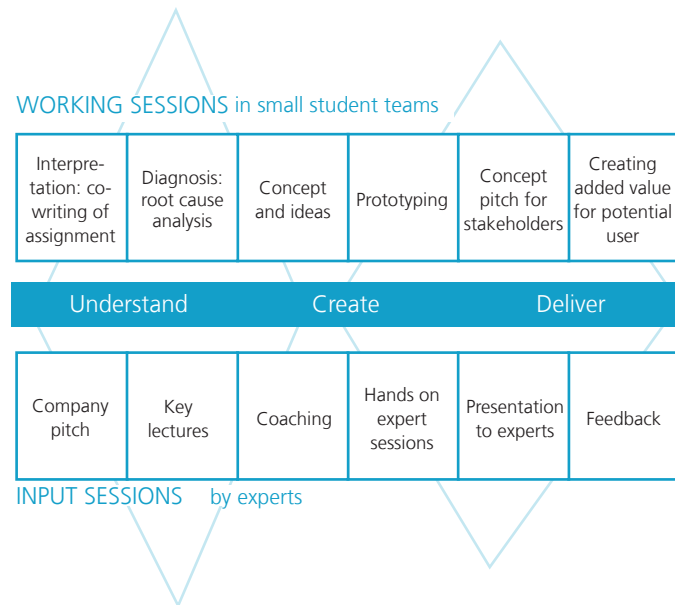 WORKING SESSIONS in small student teams
Interpre-
tation: co-
writing of
assignment
Diagnosis:
root cause
analysis
Concept
and ideas
Prototyping
Concept
pitch for
stakeholders
Creating
added value
for potential
user
Understand
Create
Deliver
Company
pitch
Key
lectures
Coaching
Hands on
expert
sessions
Presentation
to experts
Feedback
INPUT SESSIONS by experts